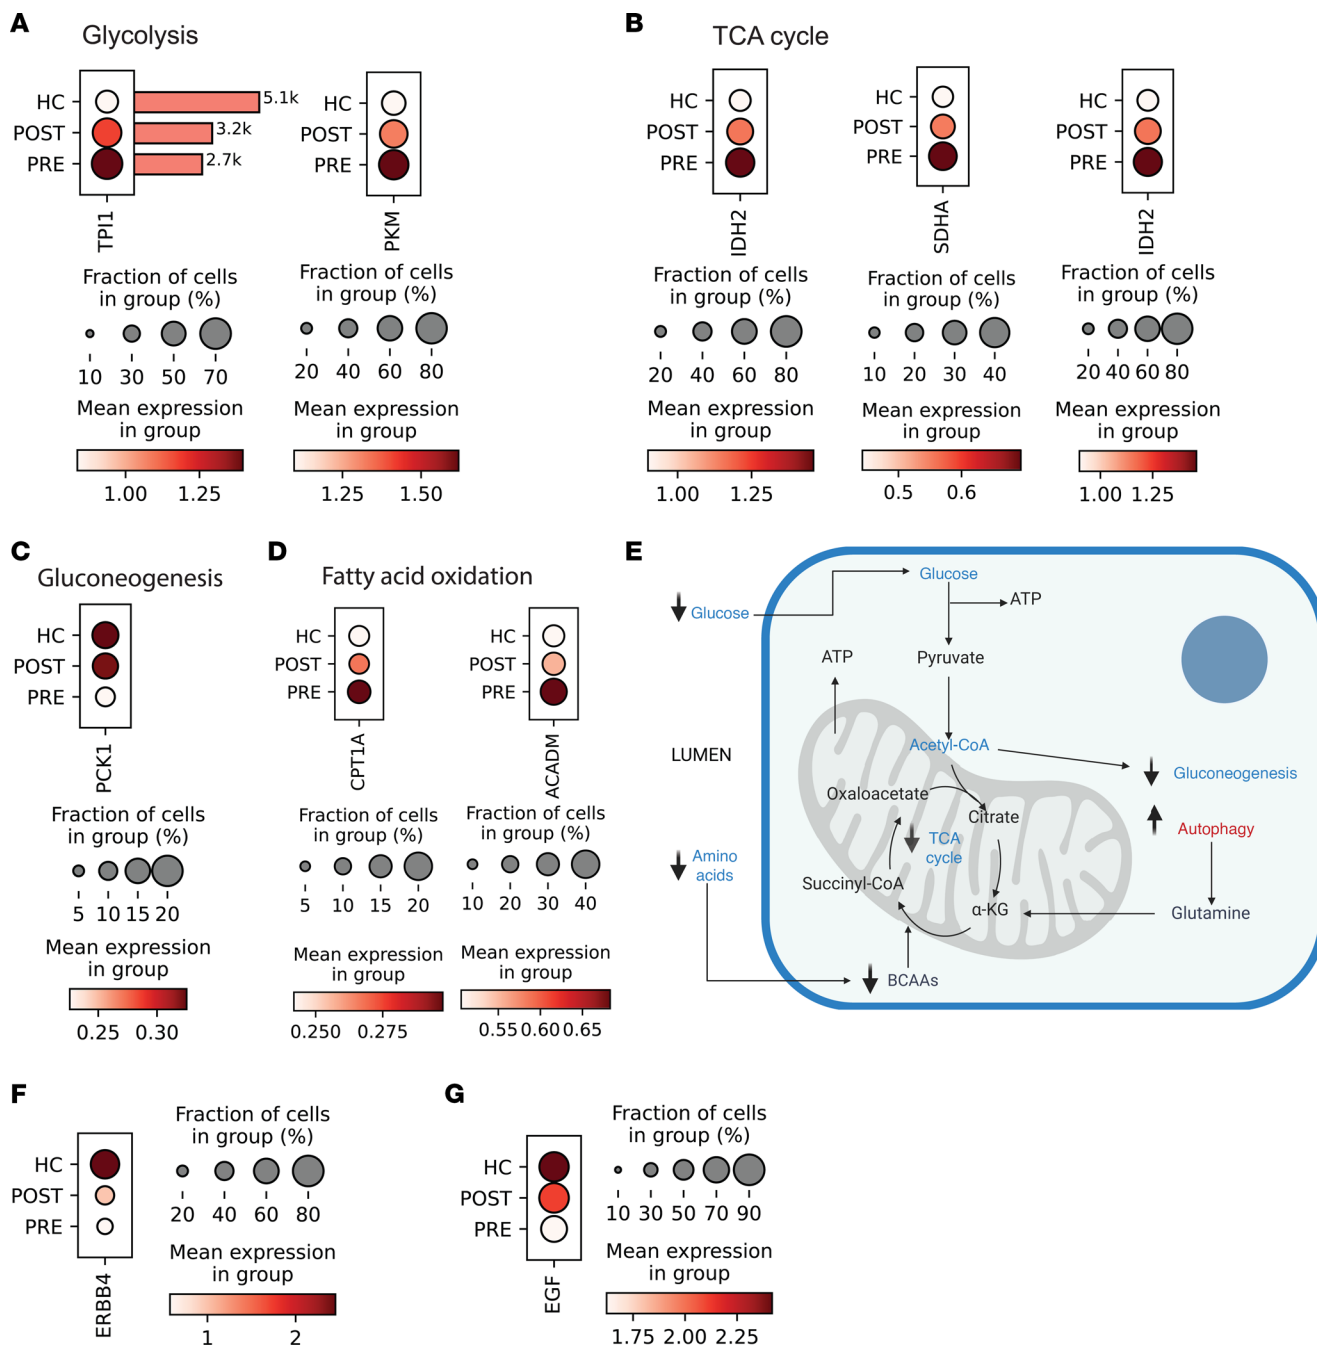 A
Glycolysis
HC
POST
PRE
5.1k
3.2k
2.7k
TPI1
HC
POST
PRE
PKM
Fraction of cells
in group (%)
10 30 50 70
Mean expression
in group
1.00 1.25
Fraction of cells
in group (%)
20 40 60 80
Mean expression
in group
1.25 1.50
B
TCA cycle
HC
POST
PRE
IDH2
HC
POST
PRE
SDHA
HC
POST
PRE
IDH2
Fraction of cells
in group (%)
20 40 60 80
Mean expression
in group
1.00 1.25
Fraction of cells
in group (%)
10 20 30 40
Mean expression
in group
0.5 0.6
Fraction of cells
in group (%)
20 40 60 80
Mean expression
in group
1.00 1.25
C
Gluconeogenesis
HC
POST
PRE
PCK1
Fraction of cells
in group (%)
5 10 15 20
Mean expression
in group
0.25 0.30
D
Fatty acid oxidation
HC
POST
PRE
CPT1A
HC
POST
PRE
ACADM
Fraction of cells
in group (%)
5 10 15 20
Mean expression
in group
0.250 0.275
Fraction of cells
in group (%)
10 20 30 40
Mean expression
in group
0.55 0.60 0.65
E
Glucose
Glucose
ATP
ATP
Pyruvate
LUMEN
Acetyl-CoA
Gluconeogenesis
Oxaloacetate
Citrate
Autophagy
TCA
cycle
Amino
acids
Succinyl-CoA
α-KG
Glutamine
BCAAs
F
HC
POST
PRE
ERBB4
Fraction of cells
in group (%)
20 40 60 80
Mean expression
in group
1 2
G
HC
POST
PRE
EGF
Fraction of cells
in group (%)
10 30 50 70 90
Mean expression
in group
1.75 2.00 2.25